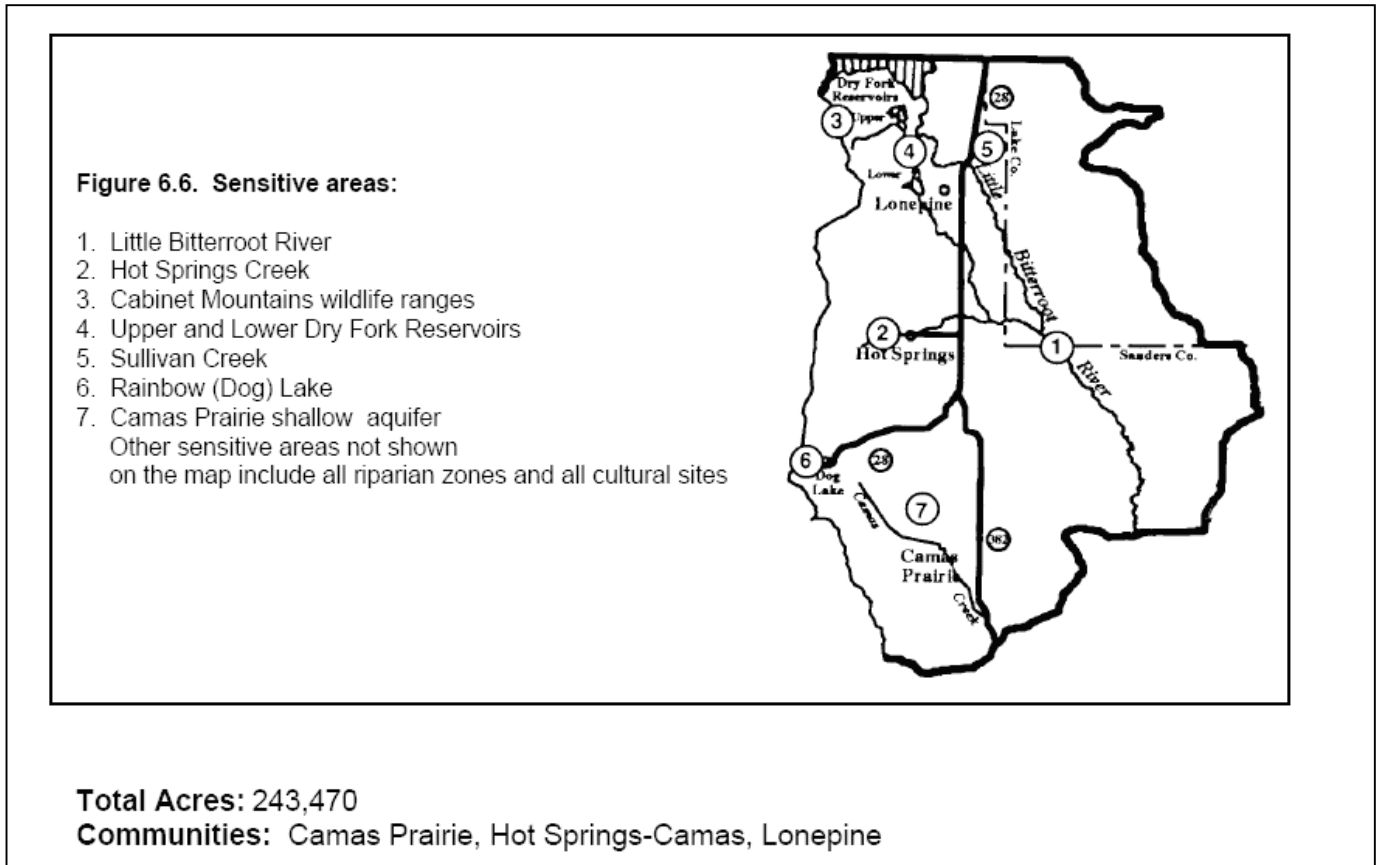 Figure 6.6. Sensitive areas:
1. Little Bitterroot River
2. Hot Springs Creek
3. Cabinet Mountains wildlife ranges
4. Upper and Lower Dry Fork Reservoirs
5. Sullivan Creek
6. Rainbow (Dog) Lake
7. Camas Prairie shallow aquifer
Other sensitive areas not shown
on the map include all riparian zones and all cultural sites
Dry Fork
Reservoirs
28
3
Upper
4
5
Lake Co.
Lower
Lonepine
Little
Bitterroot
River
2
Hot Springs
1
Sanders Co.
6
Dog
Lake
28
7
Camas
Creek
Camas
Prairie
382
Total Acres: 243,470
Communities: Camas Prairie, Hot Springs-Camas, Lonepine